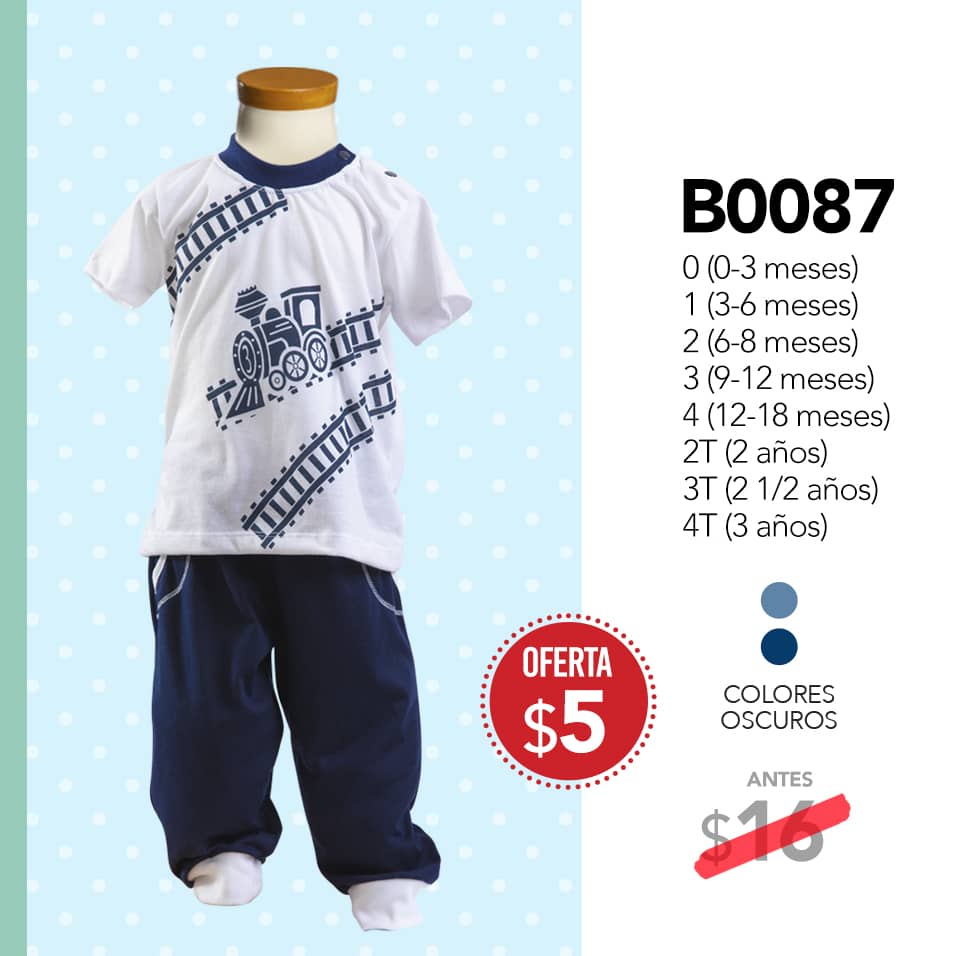 B0087
0 (0-3 meses)
1 (3-6 meses)
2 (6-8 meses)
3 (9-12 meses)
4 (12-18 meses)
2T (2 años)
3T (2 1/2 años)
4T (3 años)
OFERTA
$5
COLORES
OSCUROS
ANTES
$16